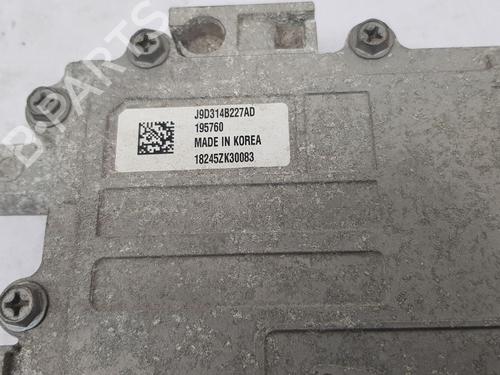 B-PARTS
J9D314B227AD
195760
MADE IN KOREA
18245ZK30083